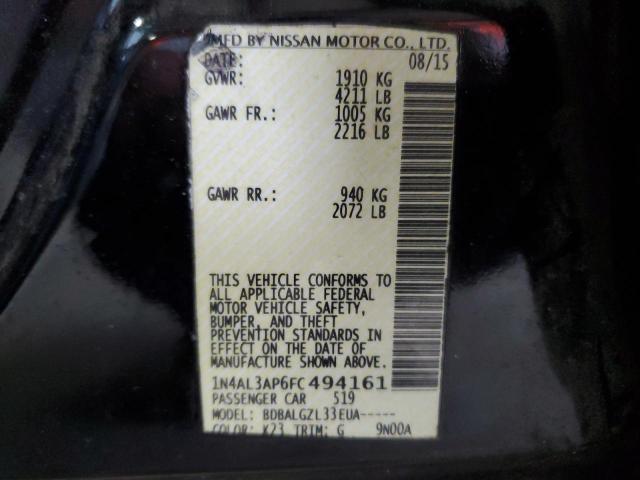 MFD BY NISSAN MOTOR CO., LTD.
DATE: 08/15
GVWR: 1910 KG
4211 LB
GAWR FR.: 1005 KG
2216 LB
GAWR RR.: 940 KG
2072 LB
THIS VEHICLE CONFORMS TO
ALL APPLICABLE FEDERAL
MOTOR VEHICLE SAFETY,
BUMPER, AND THEFT
PREVENTION STANDARDS IN
EFFECT ON THE DATE OF
MANUFACTURE SHOWN ABOVE.
1N4AL3AP6FC494161
PASSENGER CAR 519
MODEL: BDBALGZL33EUA-----
COLOR: K23 TRIM: G 9N00A